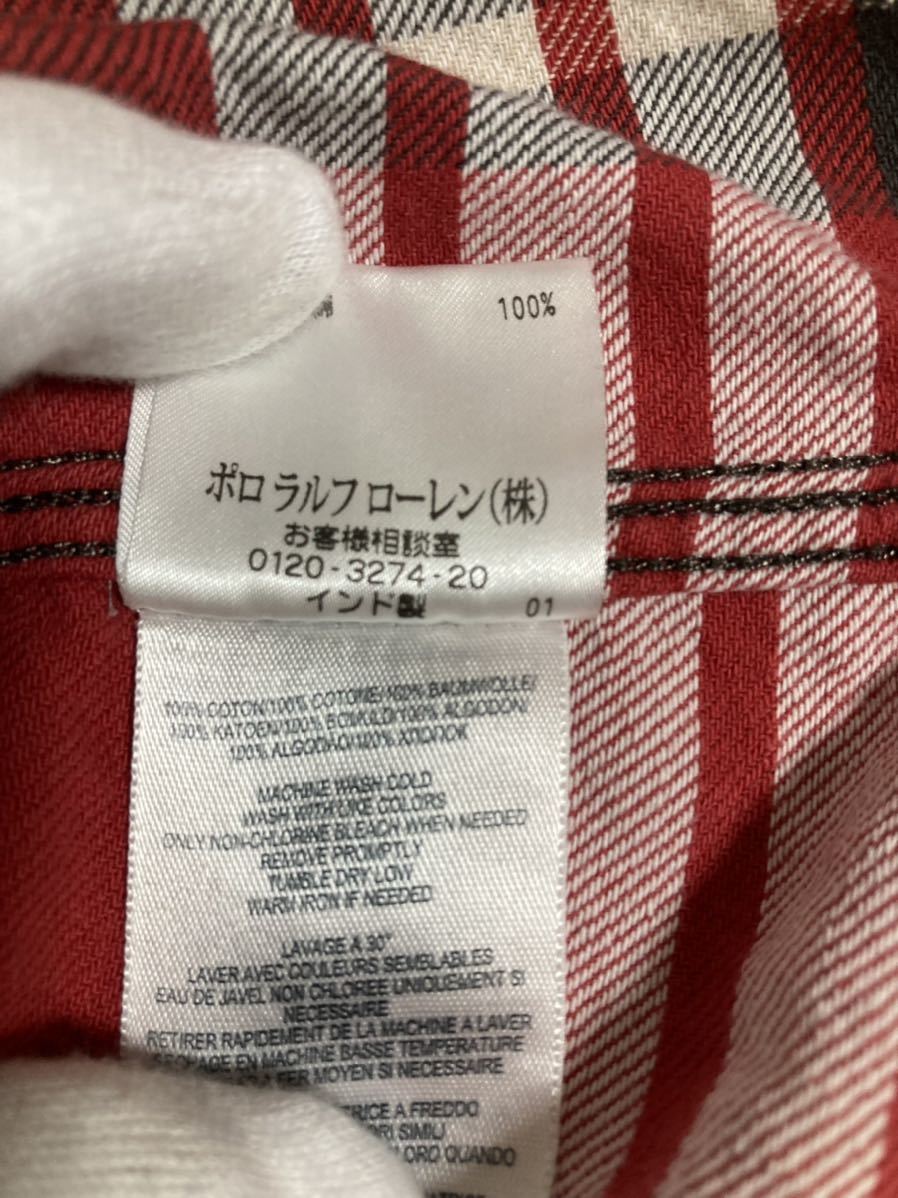 綿 100%
ポロ ラルフ ローレン(株)
お客様相談室
0120-3274-20
インド製 01
100% COTON/100% COTONE/100% BAUMWOLLE/
100% KATOEN/100% BOMULD/100% ALGODON/
100% ALGODAO/100% ХΠΟΠΟΚ
MACHINE WASH COLD
WASH WITH LIKE COLORS
ONLY NON-CHLORINE BLEACH WHEN NEEDED
REMOVE PROMPTLY
TUMBLE DRY LOW
WARM IRON IF NEEDED
LAVAGE A 30°
LAVER AVEC COULEURS SEMBLABLES
EAU DE JAVEL NON CHLOREE UNIQUEMENT SI
NECESSAIRE
RETIRER RAPIDEMENT DE LA MACHINE A LAVER
EN MACHINE BASSE TEMPERATURE
FER MOYEN SI NECESSAIRE
A FREDDO
SIMILI
QUANDO